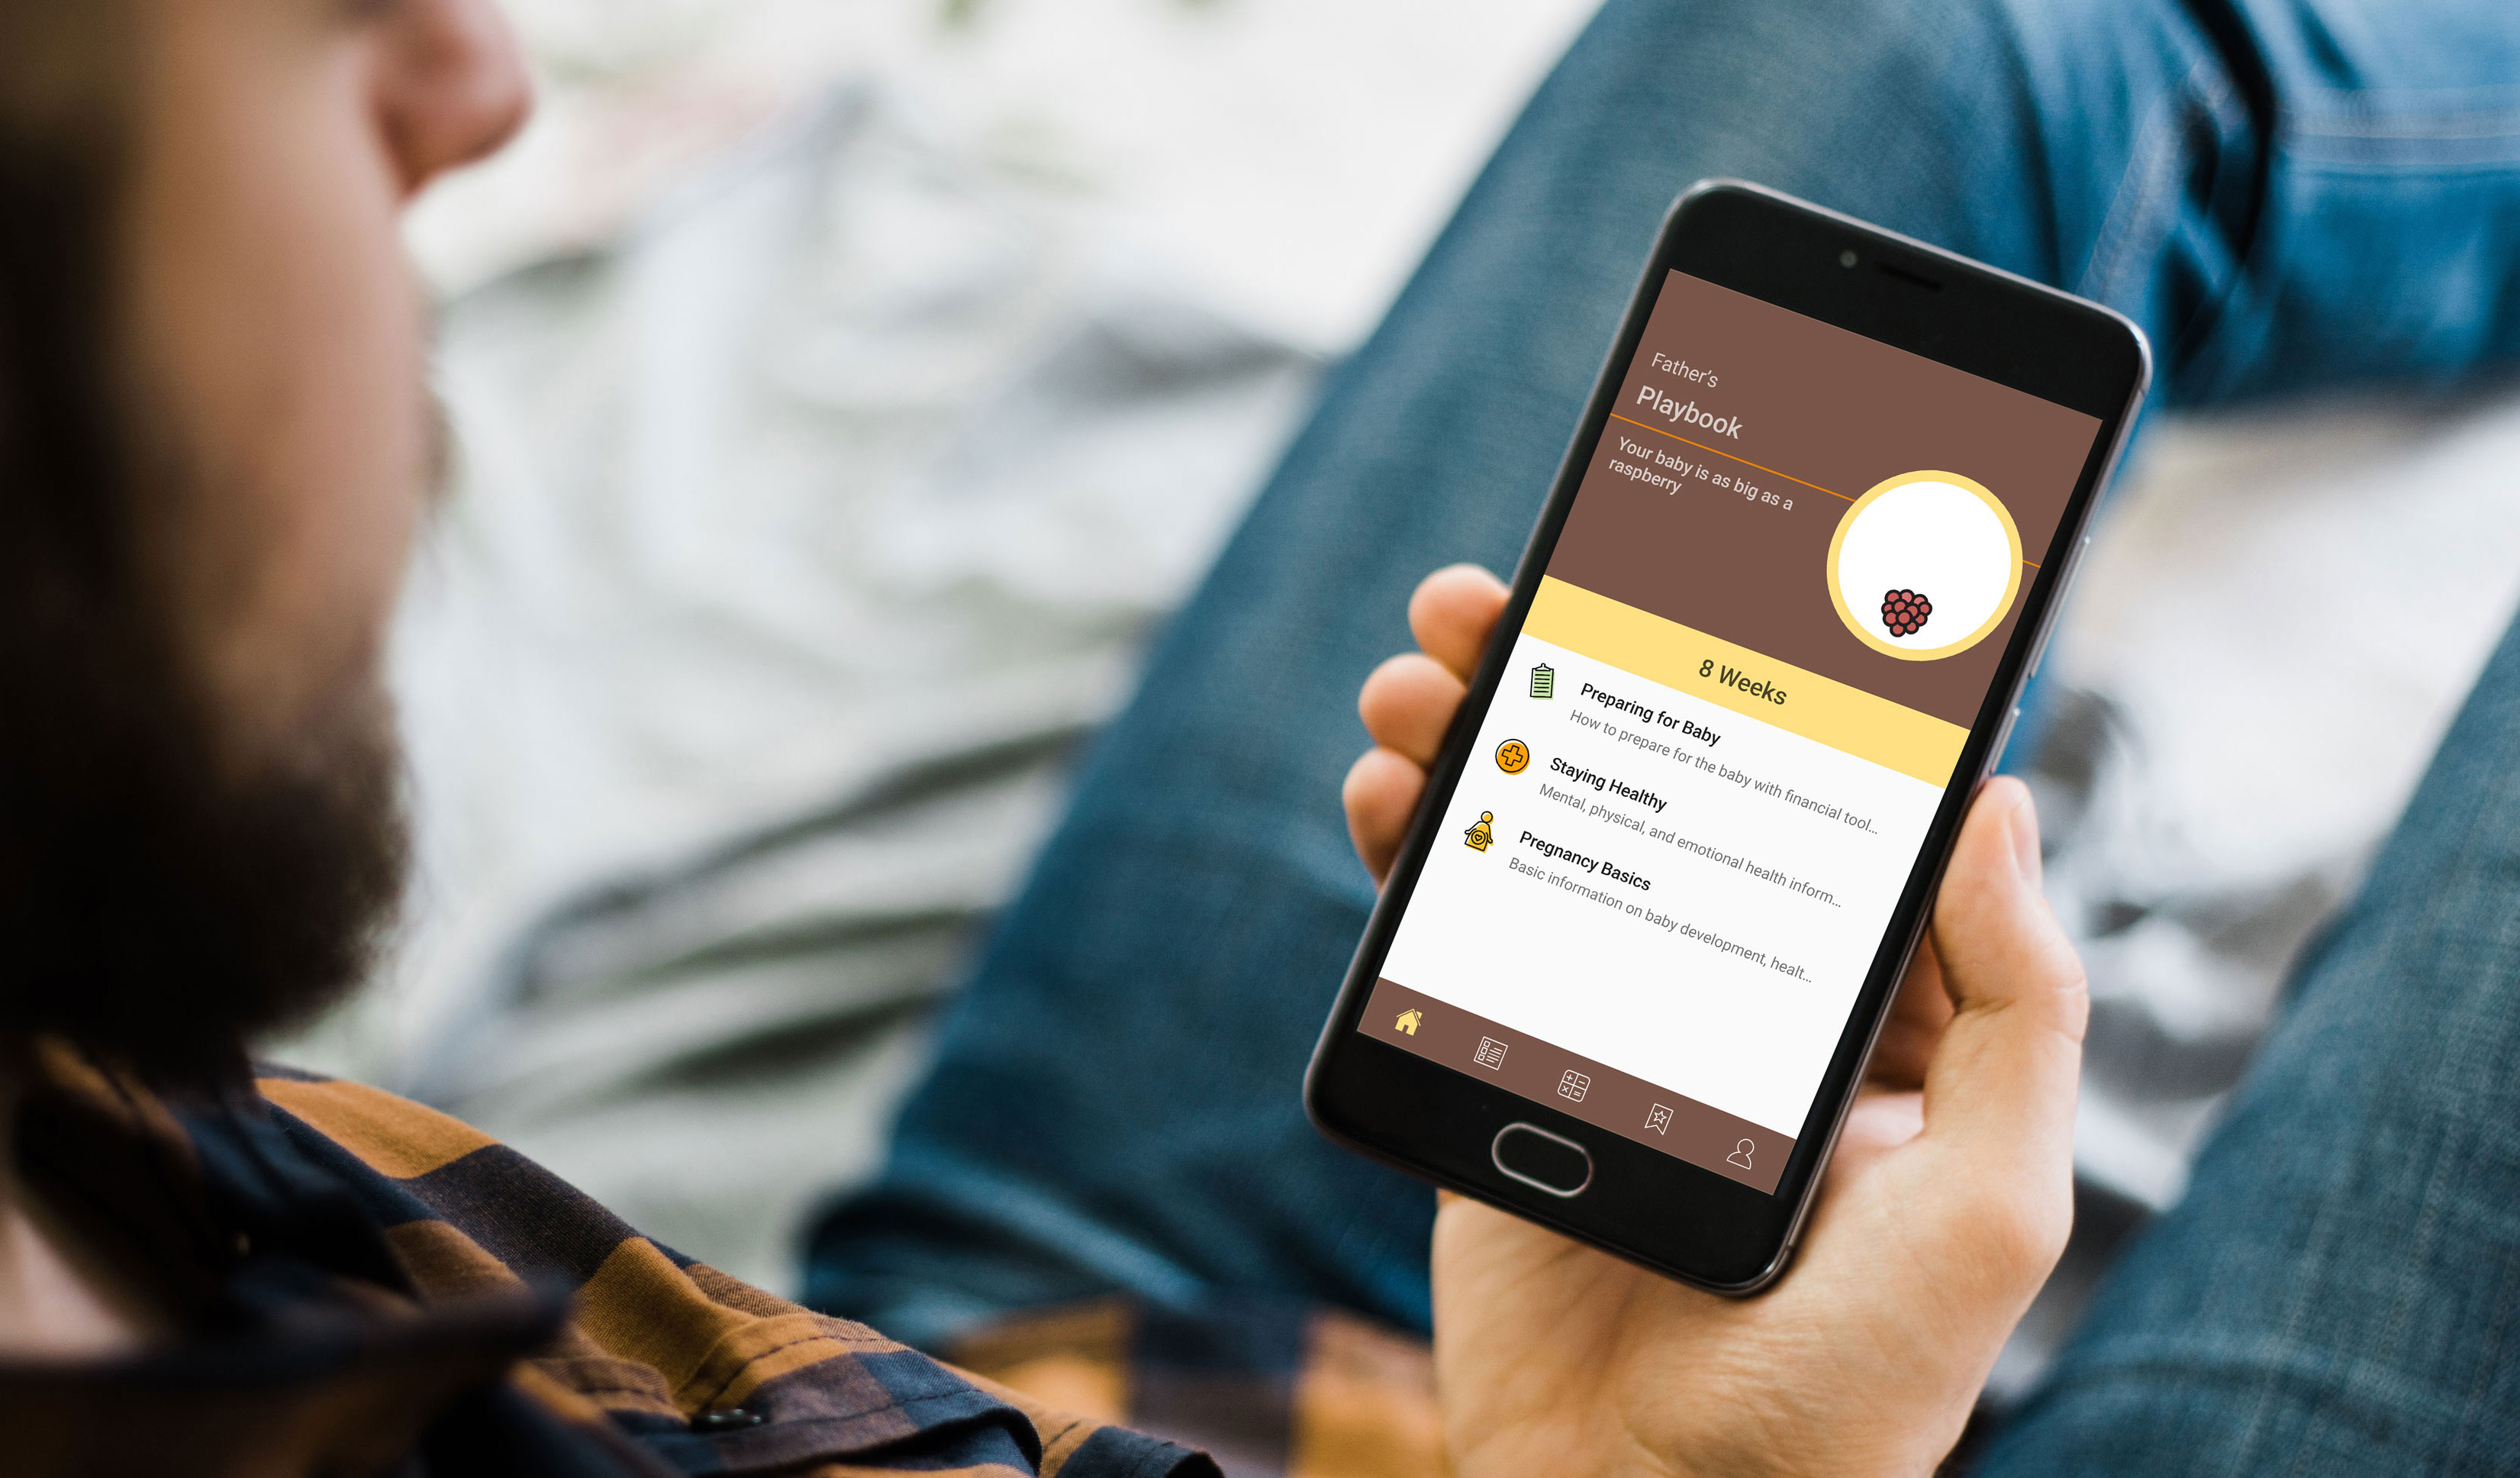 Father's
Playbook
Your baby is as big as a
raspberry
8 Weeks
Preparing for Baby
How to prepare for the baby with financial tool...
Staying Healthy
Mental, physical, and emotional health inform...
Pregnancy Basics
Basic information on baby development, healt...